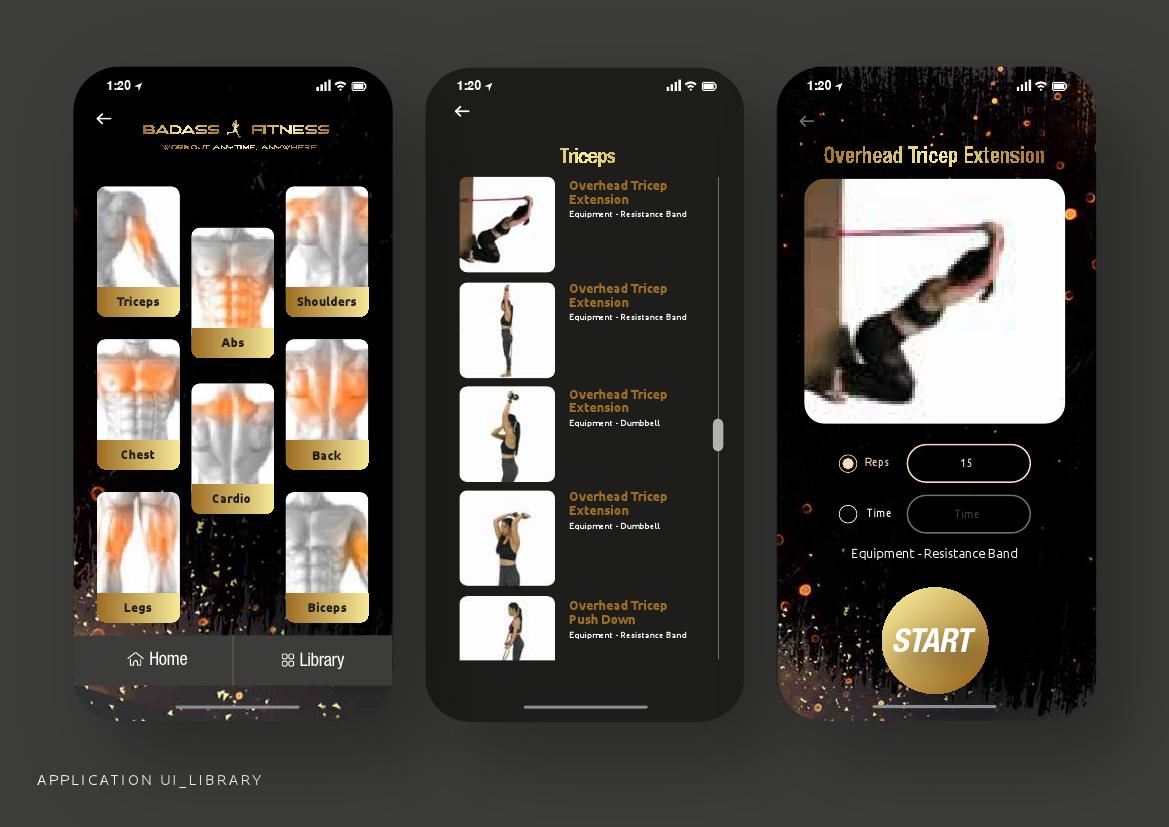 1:20
BADASS FITNESS
WORKOUT ANYTIME, ANYWHERE
Triceps
Abs
Shoulders
Chest
Cardio
Back
Legs
Biceps
Home
Library
1:20
Triceps
Overhead Tricep
Extension
Equipment - Resistance Band
Overhead Tricep
Extension
Equipment - Resistance Band
Overhead Tricep
Extension
Equipment - Dumbbell
Overhead Tricep
Extension
Equipment - Dumbbell
Overhead Tricep
Push Down
Equipment - Resistance Band
1:20
Overhead Tricep Extension
Reps
15
Time
Time
Equipment - Resistance Band
START
APPLICATION UI_LIBRARY